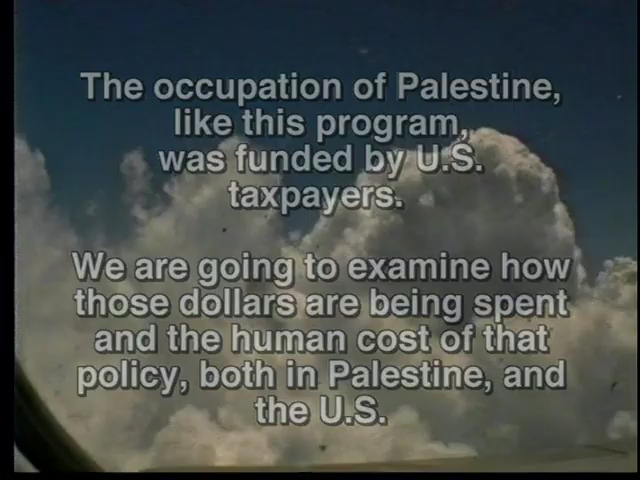 The occupation of Palestine,
like this program,
was funded by U.S.
taxpayers.
We are going to examine how
those dollars are being spent
and the human cost of that
policy, both in Palestine, and
the U.S.